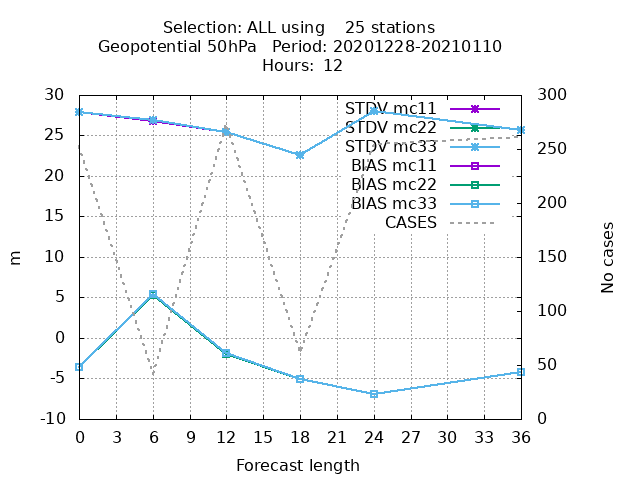 Selection: ALL using    25 stations
Geopotential 50hPa   Period: 20201228-20210110
Hours: 12
30
25
20
15
10
5
0
-5
-10
m
STDV mc11
STDV mc22
STDV mc33
BIAS mc11
BIAS mc22
BIAS mc33
CASES
300
250
200
150
100
50
0
No cases
0 3 6 9 12 15 18 21 24 27 30 33 36
Forecast length